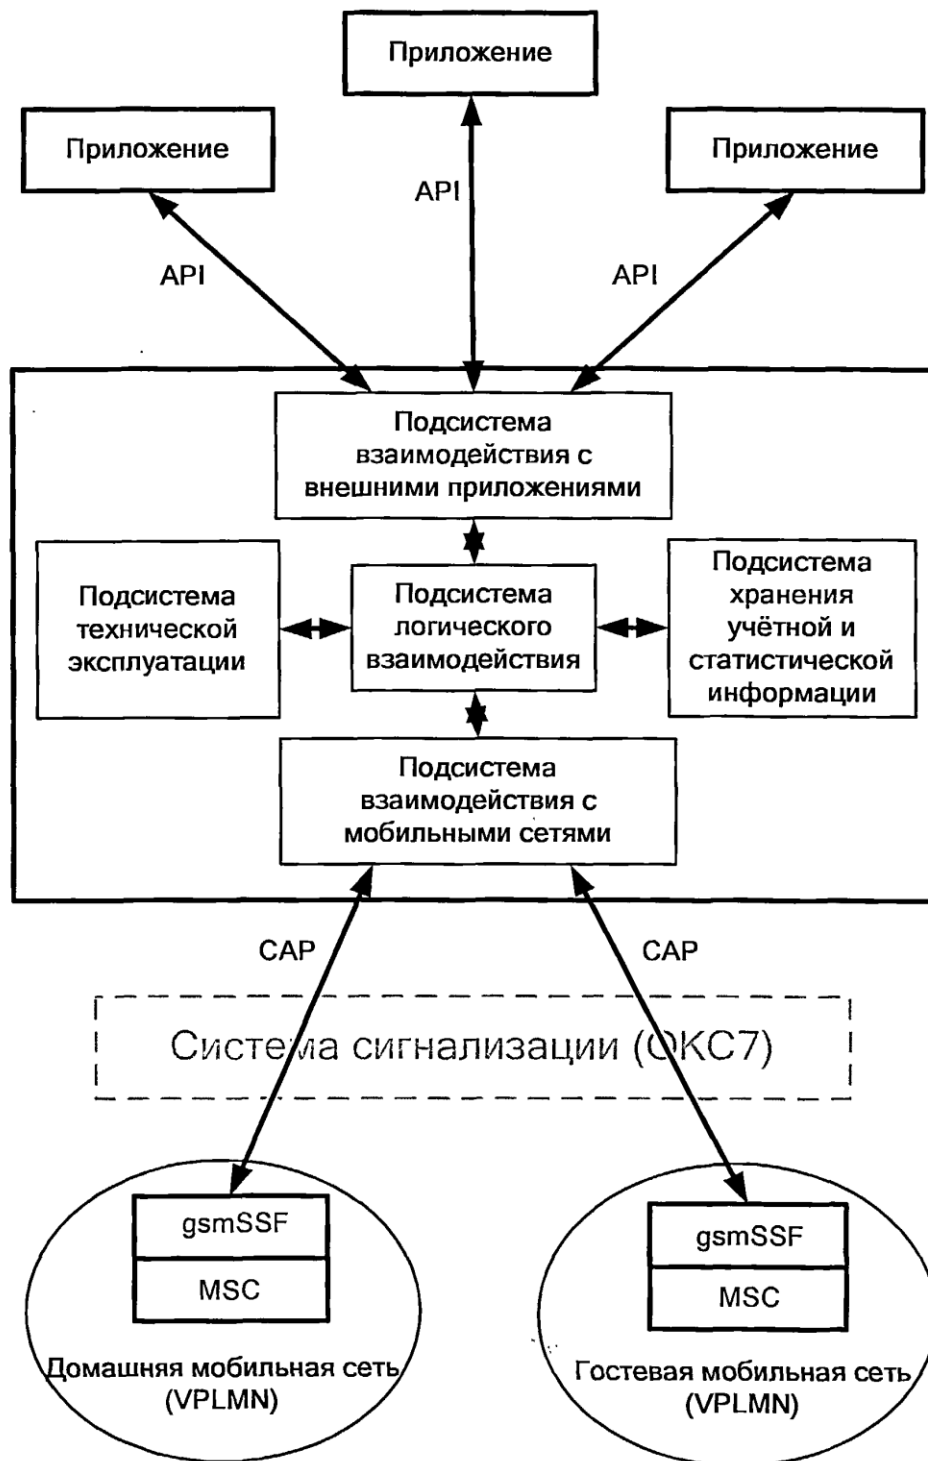 Приложение
Приложение
Приложение
API
API
API
Подсистема
взаимодействия с
внешними приложениями
Подсистема
технической
эксплуатации
Подсистема
логического
взаимодействия
Подсистема
хранения
учётной и
статистической
информации
Подсистема
взаимодействия с
мобильными сетями
CAP
CAP
Система сигнализации (ОКС7)
gsmSSF
MSC
Домашняя мобильная сеть
(VPLMN)
gsmSSF
MSC
Гостевая мобильная сеть
(VPLMN)